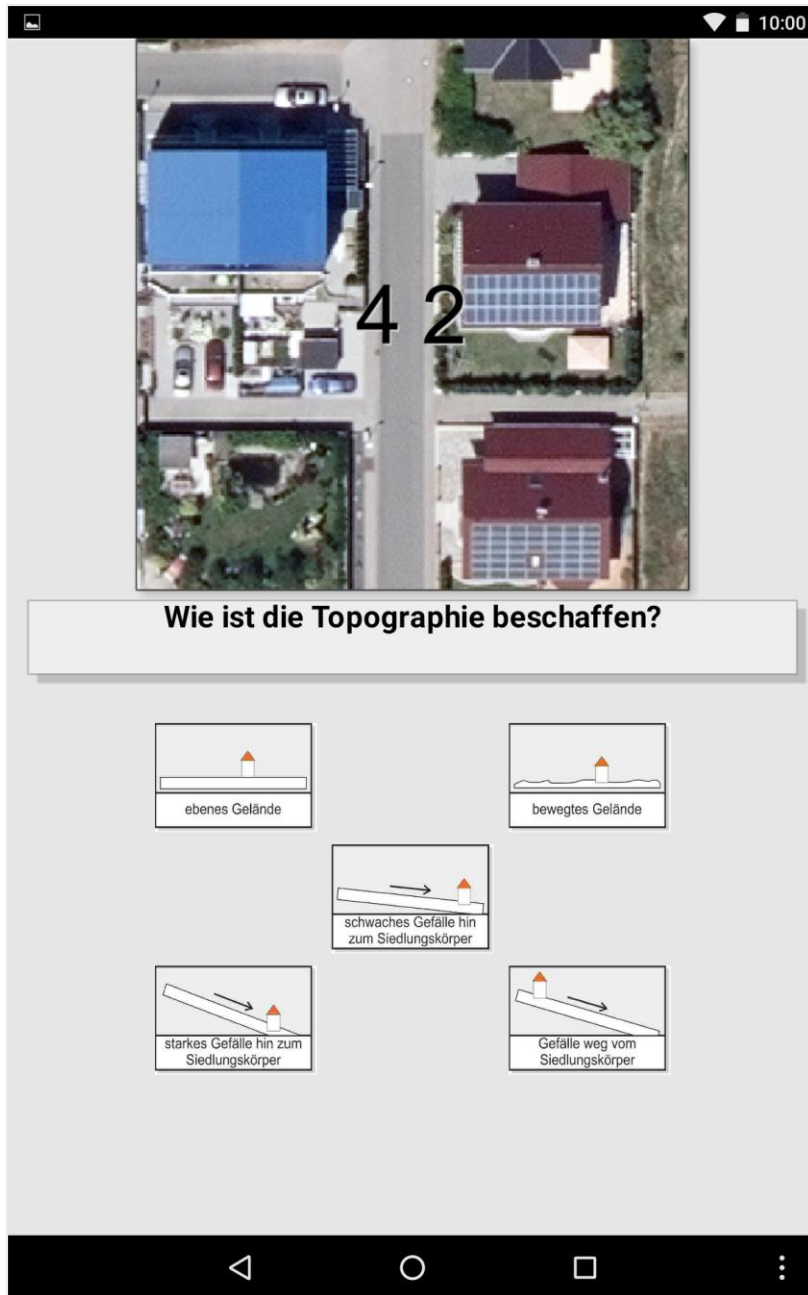 10:00
4 2
Wie ist die Topographie beschaffen?
ebenes Gelände
bewegtes Gelände
schwaches Gefälle hin
zum Siedlungskörper
starkes Gefälle hin zum
Siedlungskörper
Gefälle weg vom
Siedlungskörper